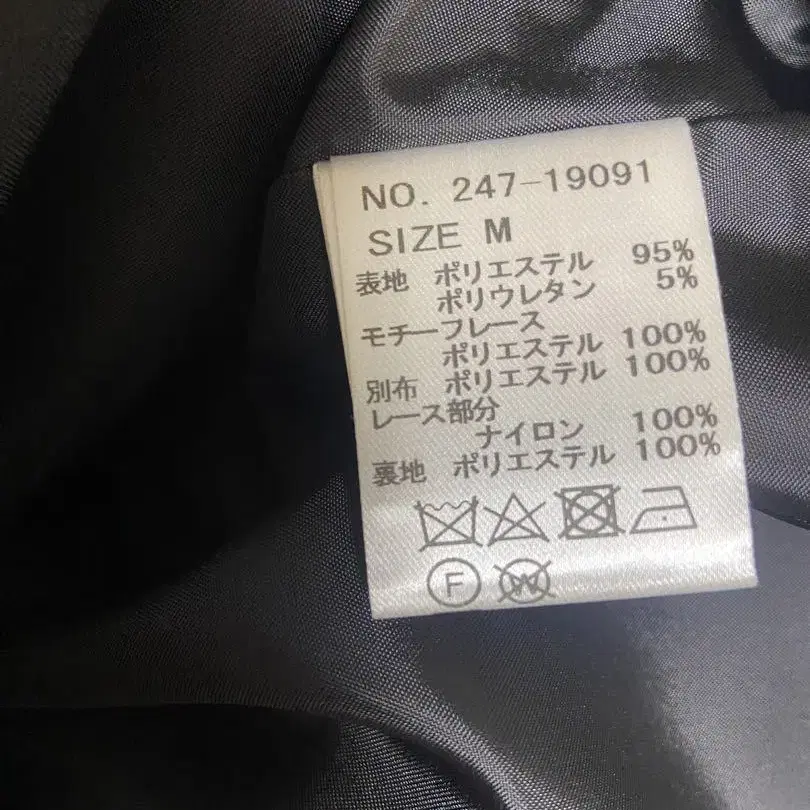 NO. 247-19091
SIZE M
表地 ポリエステル 95%
ポリウレタン 5%
モチーフレース
ポリエステル 100%
別布 ポリエステル 100%
レース部分
ナイロン 100%
裏地 ポリエステル 100%
F W